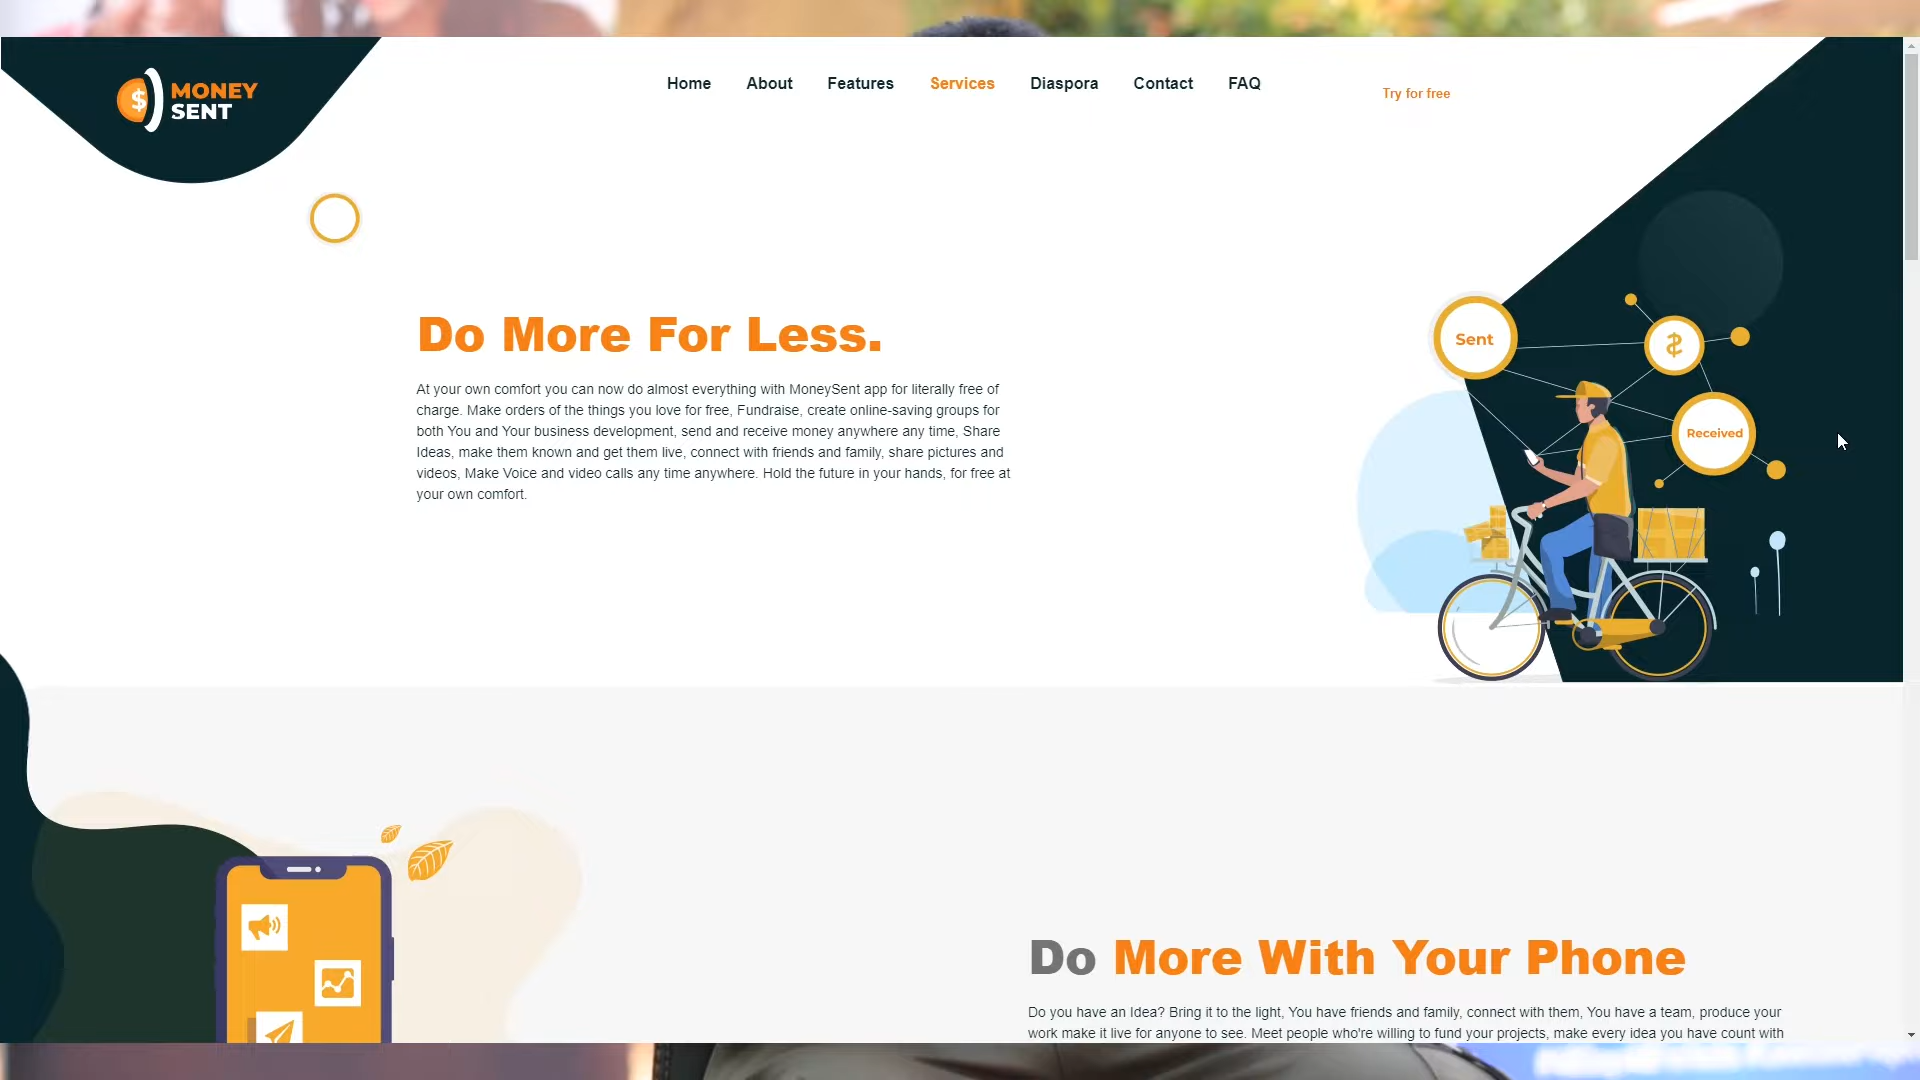 MONEY
SENT
Home About Features Services Diaspora Contact FAQ
Try for free
Do More For Less.
At your own comfort you can now do almost everything with MoneySent app for literally free of
charge. Make orders of the things you love for free, Fundraise, create online-saving groups for
both You and Your business development, send and receive money anywhere any time, Share
Ideas, make them known and get them live, connect with friends and family, share pictures and
videos, Make Voice and video calls any time anywhere. Hold the future in your hands, for free at
your own comfort.
Sent
Received
Do More With Your Phone
Do you have an Idea? Bring it to the light, You have friends and family, connect with them, You have a team, produce your
work make it live for anyone to see. Meet people who're willing to fund your projects, make every idea you have count with